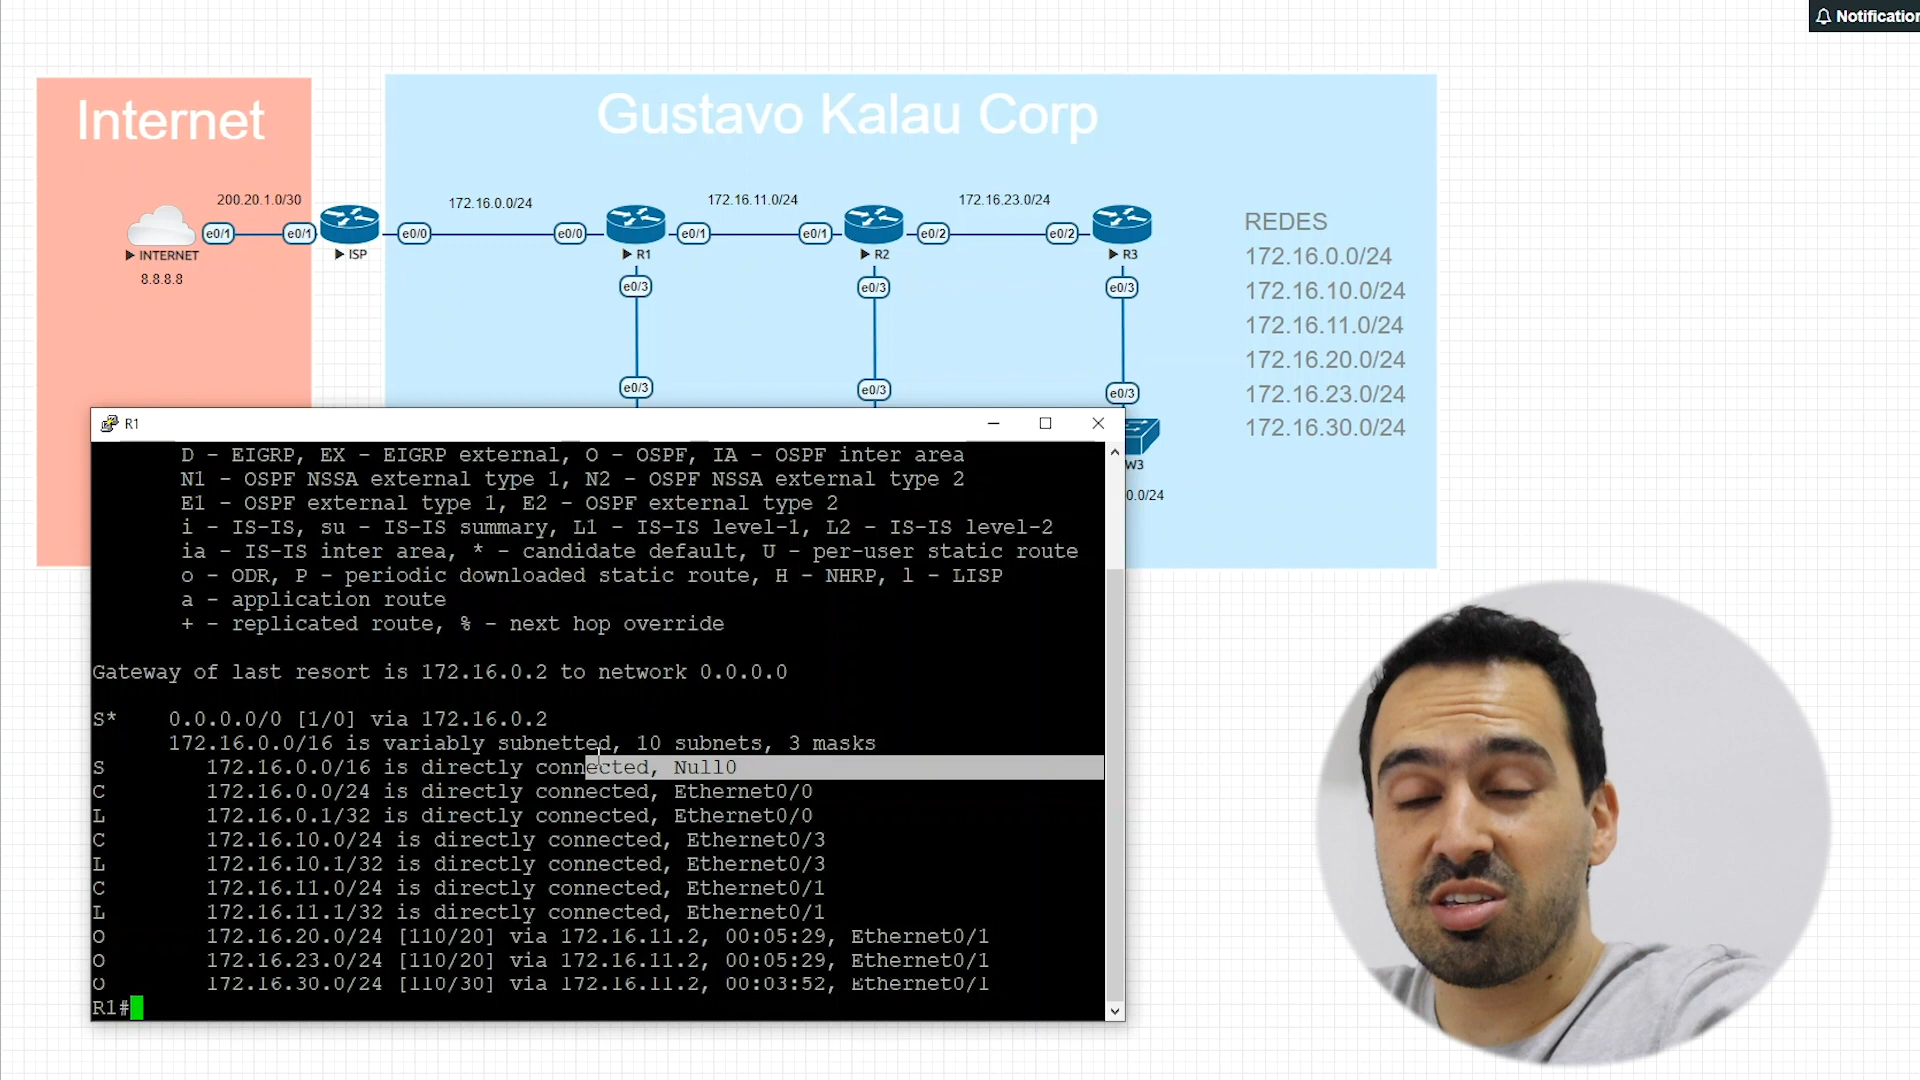 Notification
Internet
Gustavo Kalau Corp
200.20.1.0/30
172.16.0.0/24
172.16.11.0/24
172.16.23.0/24
e0/1
e0/1
e0/0
e0/0
e0/1
e0/1
e0/2
e0/2
INTERNET
ISP
R1
R2
R3
8.8.8.8
e0/3
e0/3
e0/3
e0/3
e0/3
e0/3
REDES
172.16.0.0/24
172.16.10.0/24
172.16.11.0/24
172.16.20.0/24
172.16.23.0/24
172.16.30.0/24
W3
0.0/24
R1
D - EIGRP, EX - EIGRP external, O - OSPF, IA - OSPF inter area
N1 - OSPF NSSA external type 1, N2 - OSPF NSSA external type 2
E1 - OSPF external type 1, E2 - OSPF external type 2
i - IS-IS, su - IS-IS summary, L1 - IS-IS level-1, L2 - IS-IS level-2
ia - IS-IS inter area, * - candidate default, U - per-user static route
o - ODR, P - periodic downloaded static route, H - NHRP, l - LISP
a - application route
+ - replicated route, % - next hop override
Gateway of last resort is 172.16.0.2 to network 0.0.0.0
S* 0.0.0.0/0 [1/0] via 172.16.0.2
172.16.0.0/16 is variably subnetted, 10 subnets, 3 masks
S 172.16.0.0/16 is directly connected, Null0
C 172.16.0.0/24 is directly connected, Ethernet0/0
L 172.16.0.1/32 is directly connected, Ethernet0/0
C 172.16.10.0/24 is directly connected, Ethernet0/3
L 172.16.10.1/32 is directly connected, Ethernet0/3
C 172.16.11.0/24 is directly connected, Ethernet0/1
L 172.16.11.1/32 is directly connected, Ethernet0/1
O 172.16.20.0/24 [110/20] via 172.16.11.2, 00:05:29, Ethernet0/1
O 172.16.23.0/24 [110/20] via 172.16.11.2, 00:05:29, Ethernet0/1
O 172.16.30.0/24 [110/30] via 172.16.11.2, 00:03:52, Ethernet0/1
R1#